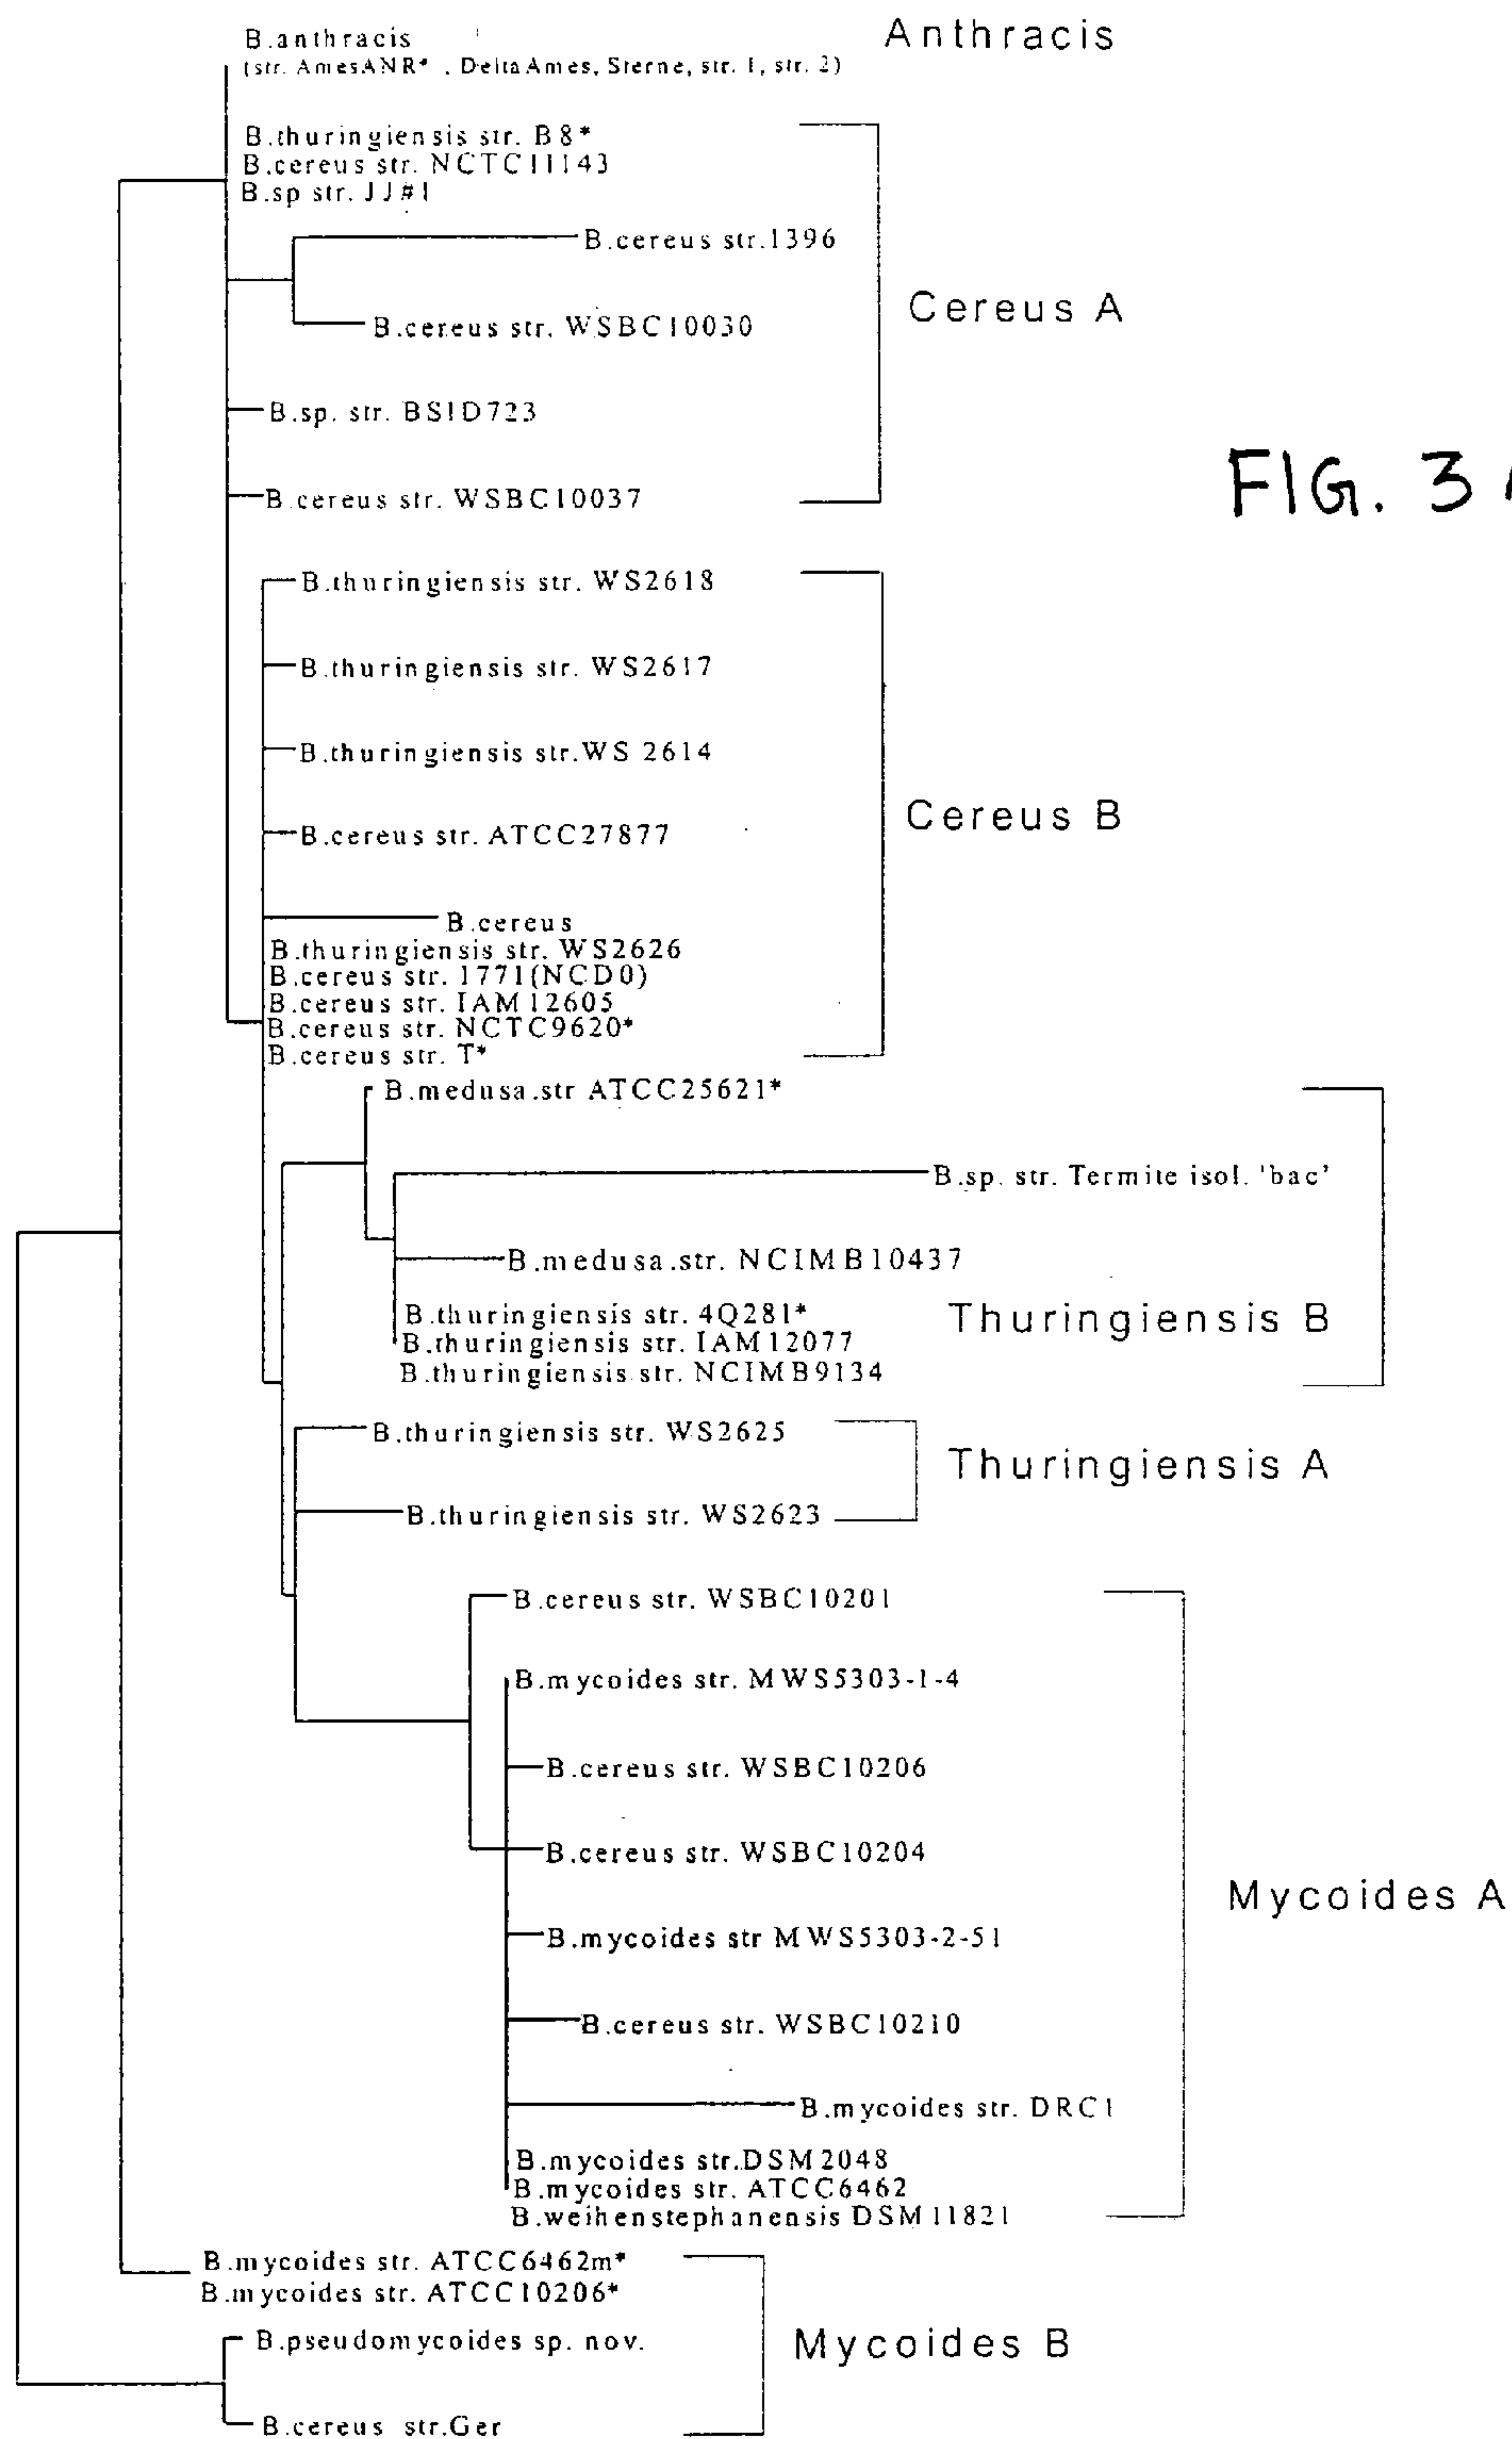 B.anthracis
Anthracis
(str. AmesANR* , DeltaAmes, Sterne, str. 1, str. 2)
B.thuringiensis str. B8*
B.cereus str. NCTC11143
B.sp str. JJ#1
B.cereus str.1396
Cereus A
B.cereus str. WSBC10030
B.sp. str. BSID723
FIG. 3
B.cereus str. WSBC10037
B.thuringiensis str. WS2618
B.thuringiensis str. WS2617
B.thuringiensis str.WS 2614
Cereus B
B.cereus str. ATCC27877
B.cereus
B.thuringiensis str. WS2626
B.cereus str. 1771(NCD0)
B.cereus str. IAM12605
B.cereus str. NCTC9620*
B.cereus str. T*
B.medusa.str ATCC25621*
B.sp. str. Termite isol. 'bac'
B.medusa.str. NCIMB10437
B.thuringiensis str. 4Q281*
Thuringiensis B
B.thuringiensis str. IAM12077
B.thuringiensis str. NCIMB9134
B.thuringiensis str. WS2625
Thuringiensis A
B.thuringiensis str. WS2623
B.cereus str. WSBC10201
B.mycoides str. MWS5303-1-4
B.cereus str. WSBC10206
B.cereus str. WSBC10204
Mycoides A
B.mycoides str MWS5303-2-51
B.cereus str. WSBC10210
B.mycoides str. DRC1
B.mycoides str.DSM2048
B.mycoides str. ATCC6462
B.weihenstephanensis DSM11821
B.mycoides str. ATCC6462m*
B.mycoides str. ATCC10206*
B.pseudomycoides sp. nov.
Mycoides B
B.cereus str.Ger